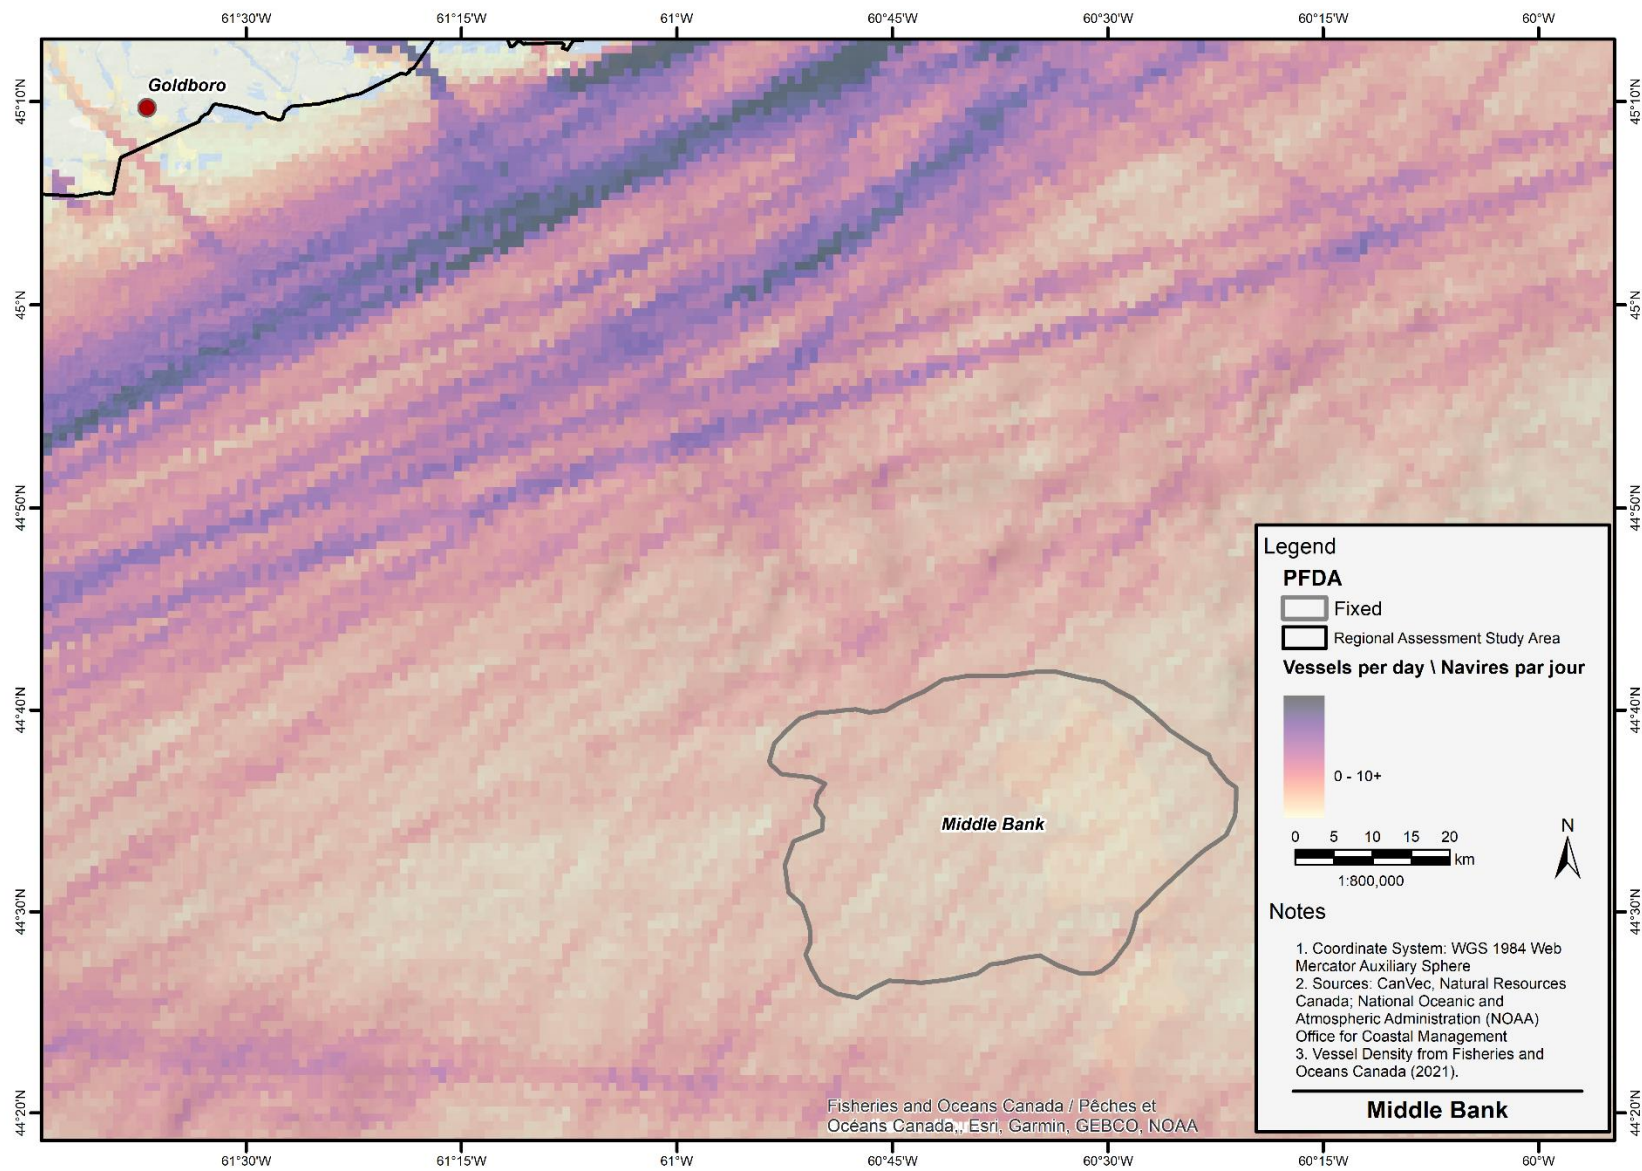 61°30'W 61°15'W 61°W 60°45'W 60°30'W 60°15'W 60°W
45°10'N 45°10'N
Goldboro
45°N 45°N
44°50'N 44°50'N
Legend
PFDA
Fixed
Regional Assessment Study Area
Vessels per day \ Navires par jour
0 - 10+
44°40'N 44°40'N
Middle Bank
0 5 10 15 20
km
1:800,000
N
44°30'N 44°30'N
Notes
1. Coordinate System: WGS 1984 Web
Mercator Auxiliary Sphere
2. Sources: CanVec, Natural Resources
Canada; National Oceanic and
Atmospheric Administration (NOAA)
Office for Coastal Management
3. Vessel Density from Fisheries and
Oceans Canada (2021).
Middle Bank
44°20'N 44°20'N
Fisheries and Oceans Canada / Pêches et
Océans Canada,, Esri, Garmin, GEBCO, NOAA
61°30'W 61°15'W 61°W 60°45'W 60°30'W 60°15'W 60°W